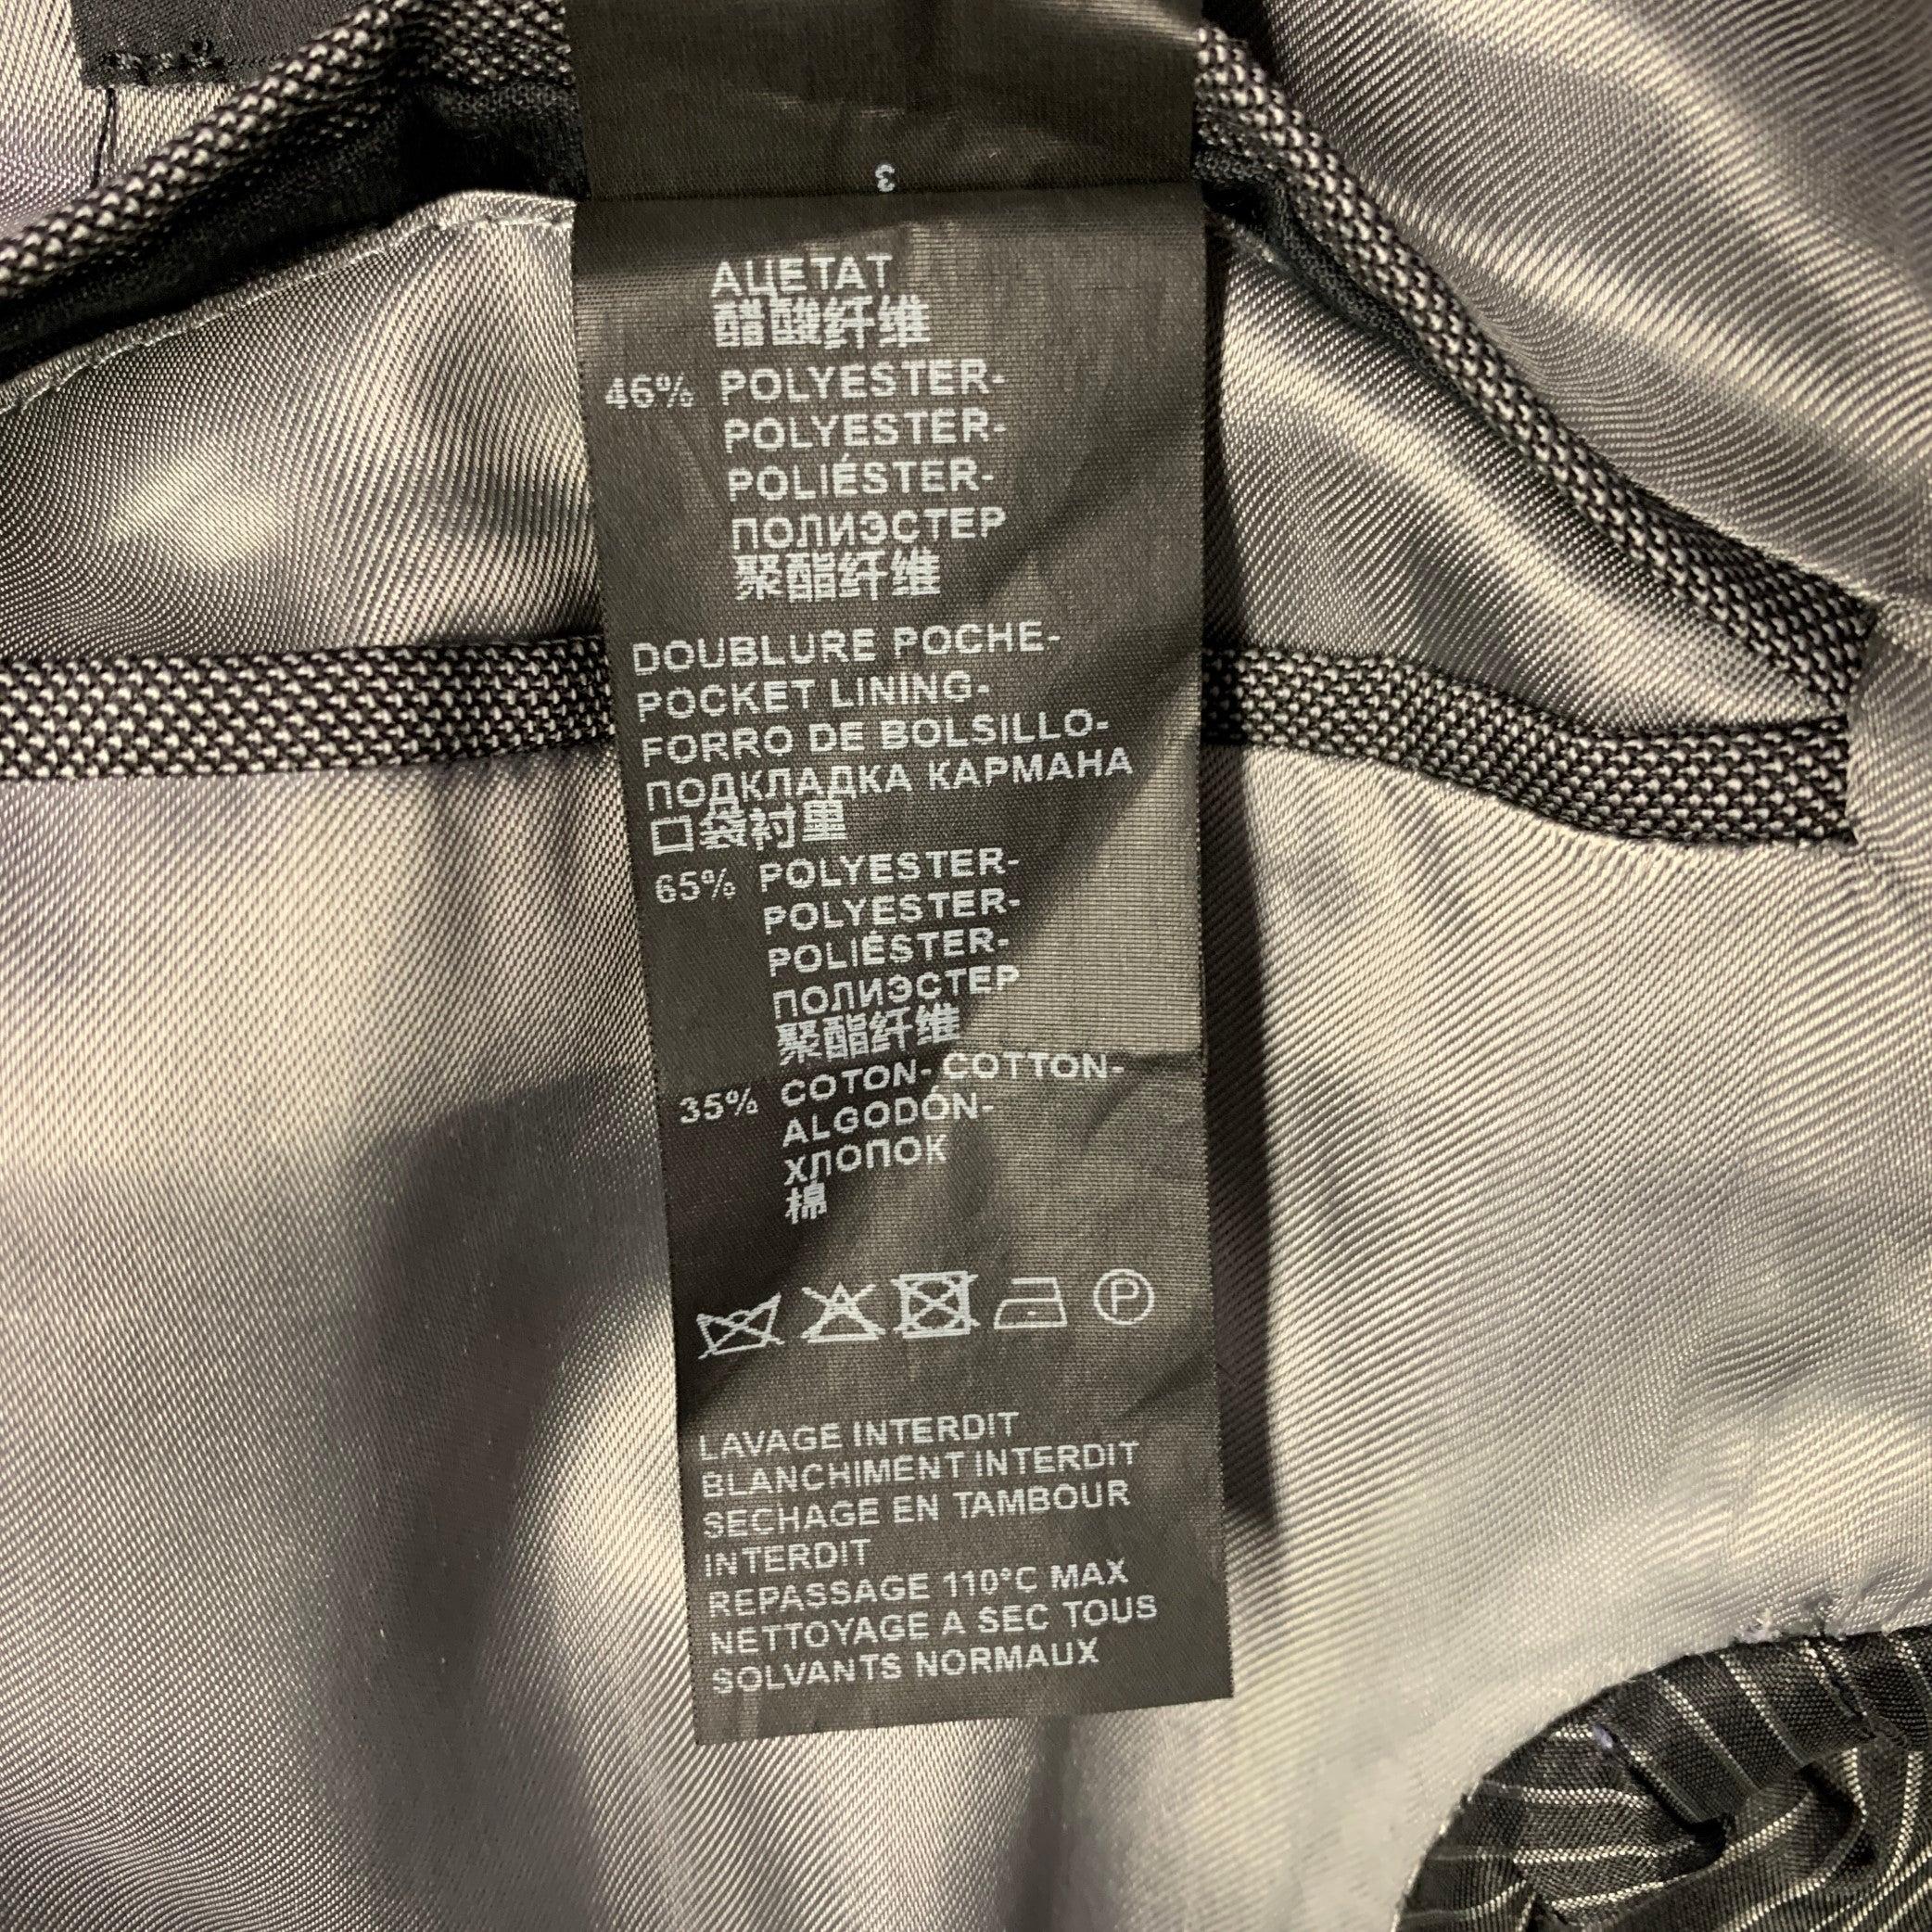 3
АЦЕТАТ
醋酸纤维
46% POLYESTER-
POLYESTER-
POLIÉSTER-
ПОЛИЭСТЕР
聚酯纤维
DOUBLURE POCHE-
POCKET LINING-
FORRO DE BOLSILLO-
ПОДКЛАДКА КАРМАНА
口袋衬里
65% POLYESTER-
POLYESTER-
POLIÉSTER-
ПОЛИЭСТЕР
聚酯纤维
35% COTON- COTTON-
ALGODÓN-
ХЛОПОК
棉
P
LAVAGE INTERDIT
BLANCHIMENT INTERDIT
SECHAGE EN TAMBOUR
INTERDIT
REPASSAGE 110°C MAX
NETTOYAGE A SEC TOUS
SOLVANTS NORMAUX